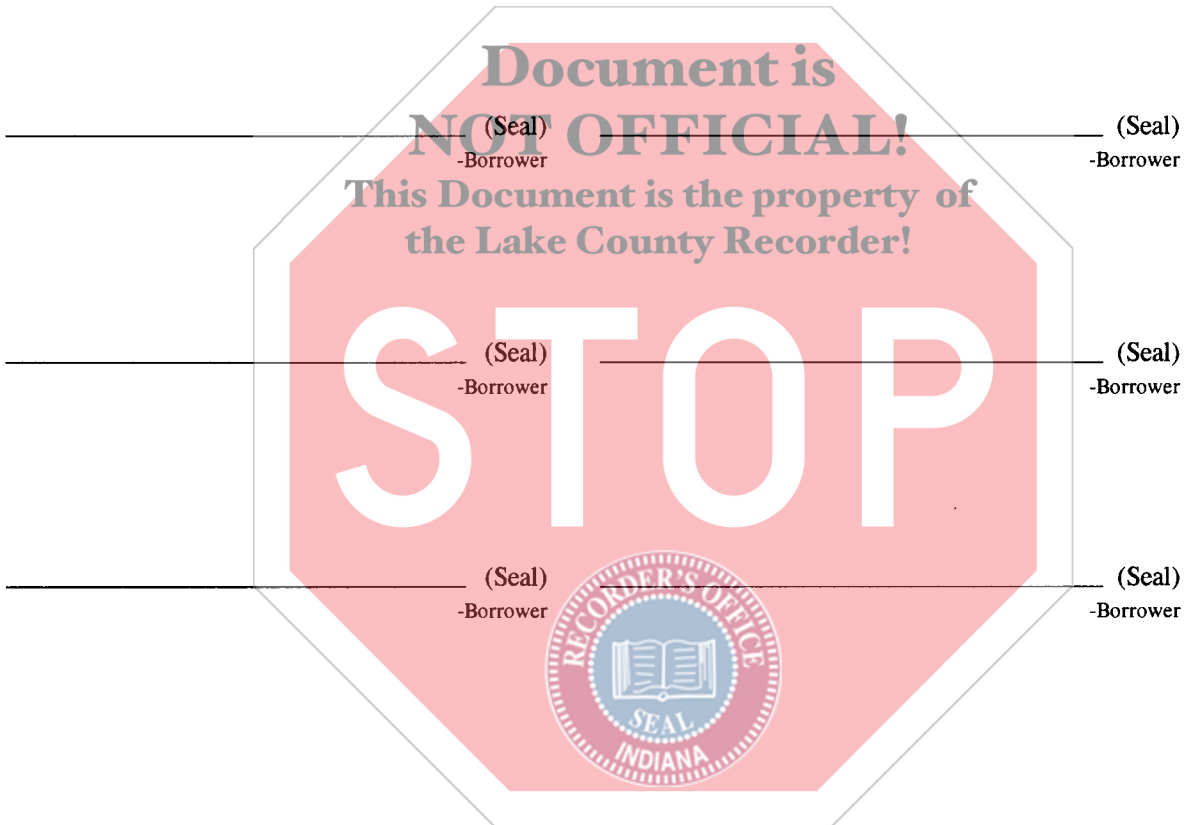 Document is
(Seal) (Seal)
NOT OFFICIAL!
-Borrower -Borrower
This Document is the property of
the Lake County Recorder!
STOP
(Seal) (Seal)
-Borrower -Borrower
(Seal) (Seal)
-Borrower -Borrower
RECORDER'S OFFICE
SEAL
INDIANA